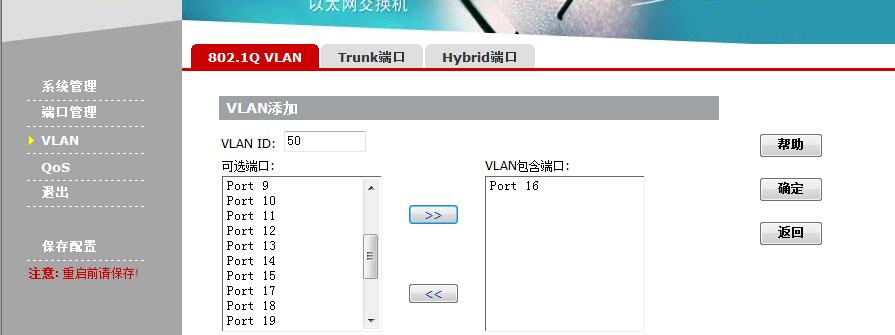 以太网交换机
802.1Q VLAN
Trunk端口
Hybrid端口
系统管理
端口管理
VLAN
QoS
退出
保存配置
注意: 重启前请保存!
VLAN添加
VLAN ID: 50
可选端口:
Port 9
Port 10
Port 11
Port 12
Port 13
Port 14
Port 15
Port 17
Port 18
Port 19
>>
<<
VLAN包含端口:
Port 16
帮助
确定
返回